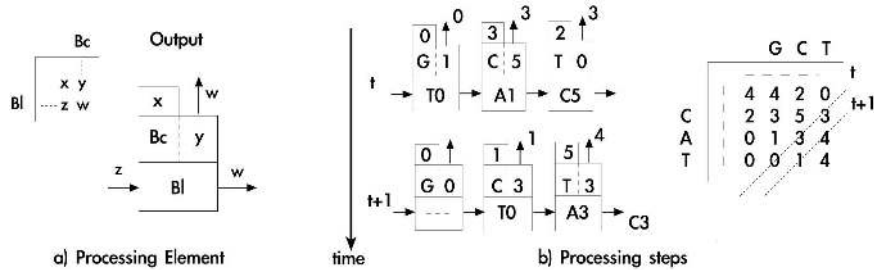 Bc
Output
x y
Bl
z w
w
x
Bc
y
z
Bl
w
a) Processing Element
time
t
0
0
G 1
T0
3
3
C 5
A1
2
3
T 0
C5
t+1
0
G 0
---
1
1
C 3
T0
5
4
T 3
A3
C3
b) Processing steps
G C T
t
4 4 2 0
t+1
C 2 3 5 3
A 0 1 3 4
T 0 0 1 4